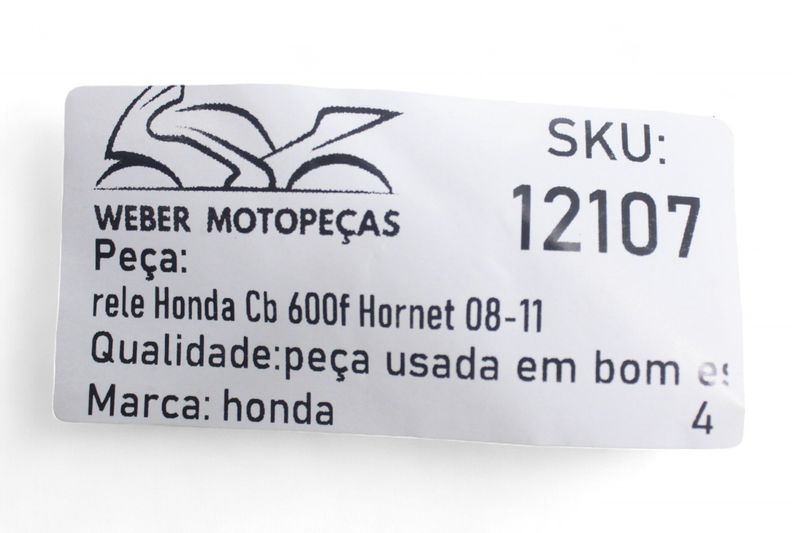 WEBER MOTOPEÇAS
SKU:
12107
Peça:
rele Honda Cb 600f Hornet 08-11
Qualidade:peça usada em bom
Marca: honda
4